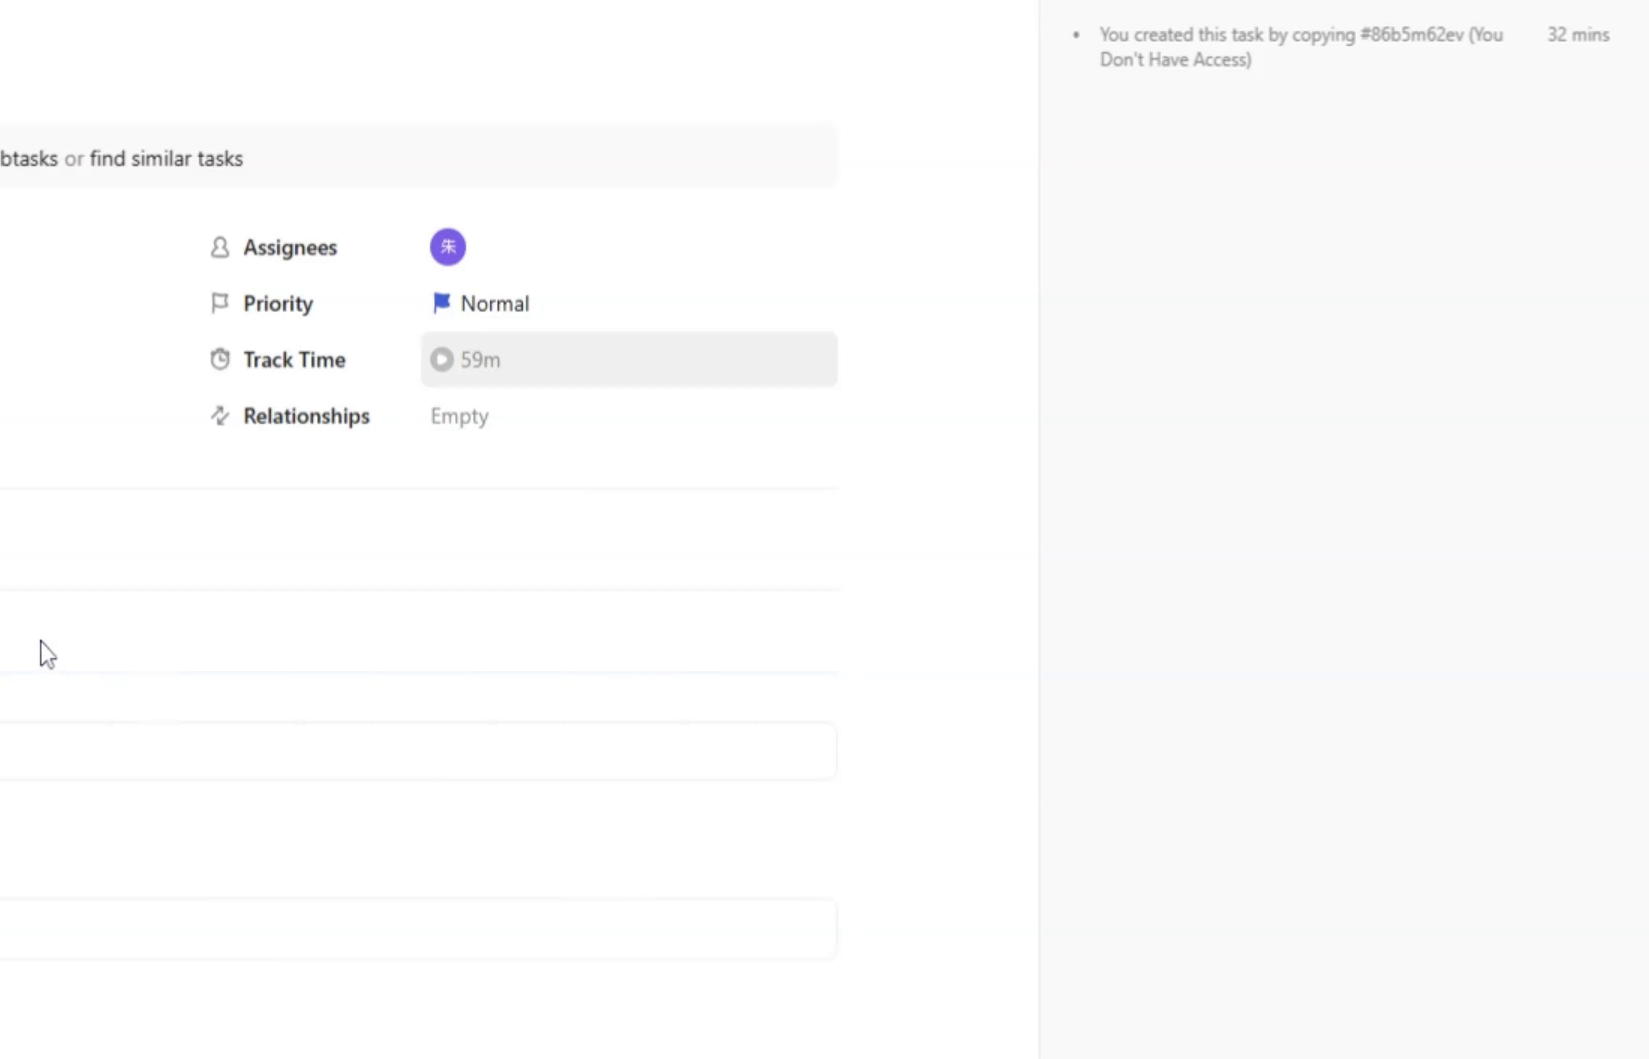 You created this task by copying #86b5m62ev (You
Don't Have Access)
32 mins
btasks or find similar tasks
Assignees
朱
Priority
Normal
Track Time
59m
Relationships
Empty